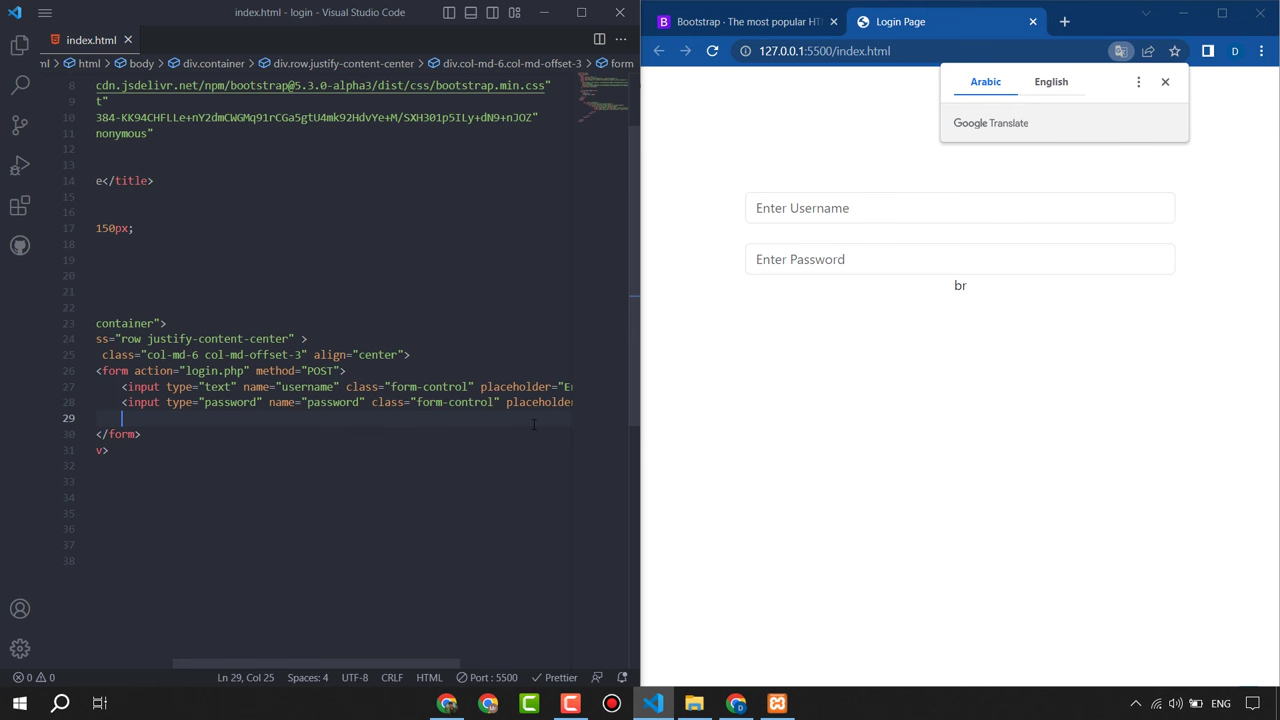 index.html - login - Visual Studio Code
index.html
ml > html > body > div.container > div.row.justify-content-center > div.col-md-6.col-md-offset-3 > form
8 cdn.jsdelivr.net/npm/bootstrap@5.3.0-alpha1/dist/css/bootstrap.min.css"
9 t"
10 384-KK94CHFLLe+nY2dmCWGMq91rCGa5gtU4mk92HdvYe+M/SXH301p5ILy+dN9+nJOZ"
11 nonymous"
12
13
14 e</title>
15
16
17 150px;
18
19
20
21
22
23 container">
24 ss="row justify-content-center" >
25 class="col-md-6 col-md-offset-3" align="center">
26 <form action="login.php" method="POST">
27 <input type="text" name="username" class="form-control" placeholder="En
28 <input type="password" name="password" class="form-control" placeholder
29
30 </form>
31 v>
32
33
34
35
36
37
38
0 0
Ln 29, Col 25 Spaces: 4 UTF-8 CRLF HTML Port : 5500 Prettier
B Bootstrap · The most popular HT
Login Page
127.0.0.1:5500/index.html
D
Arabic English
Google Translate
Enter Username
Enter Password
br
ENG